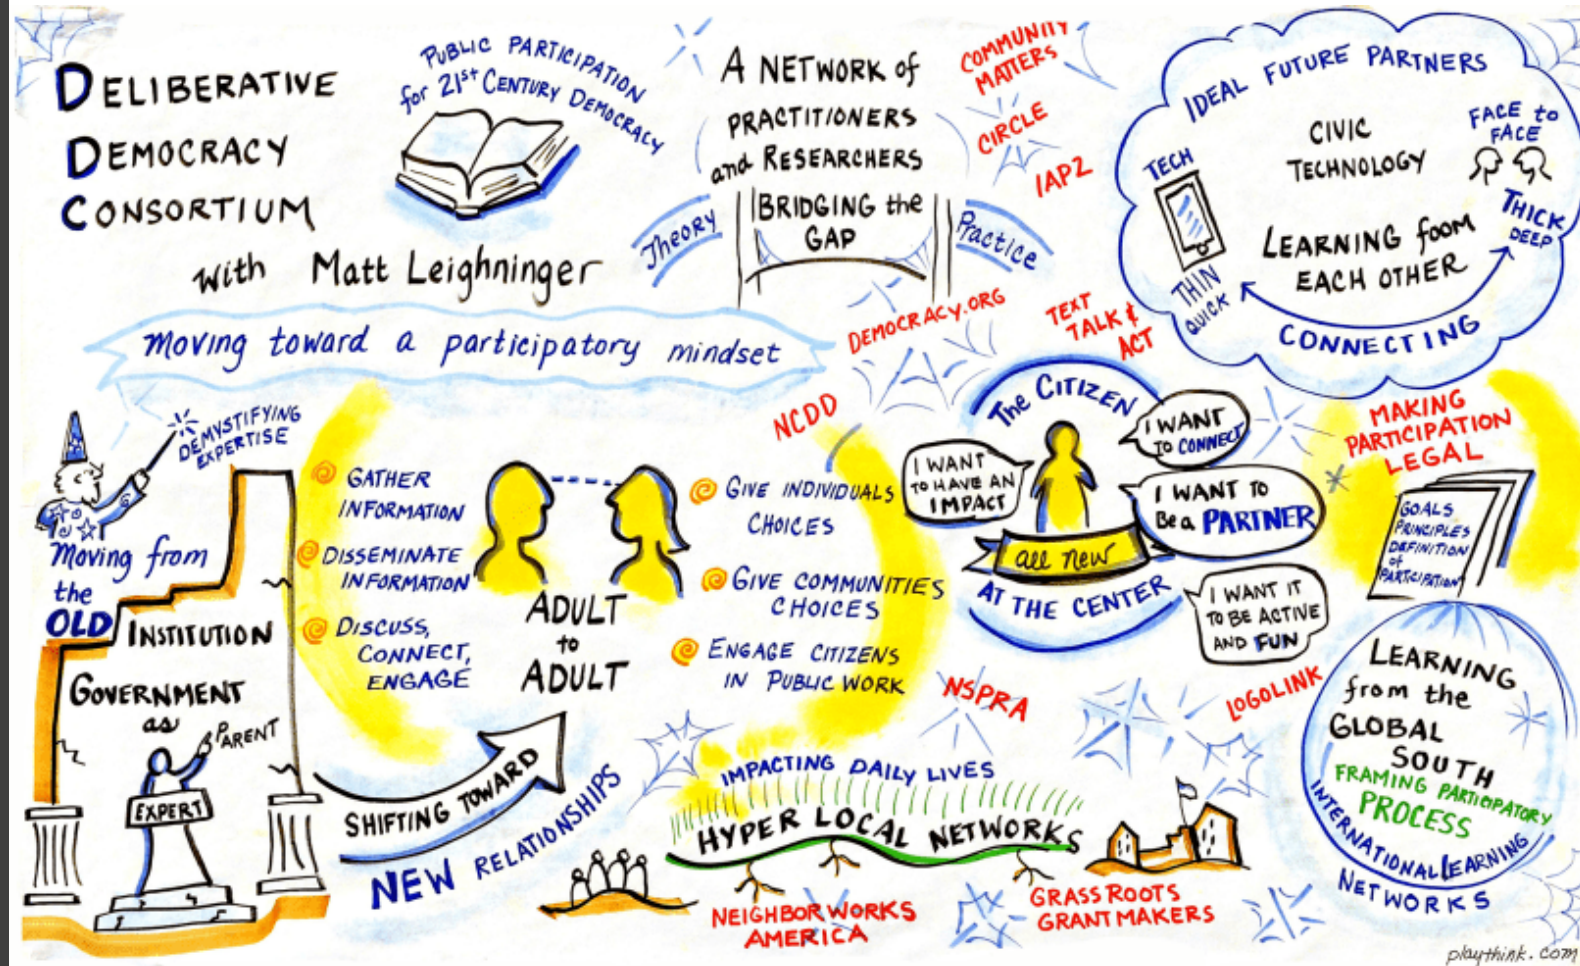 DELIBERATIVE
DEMOCRACY
CONSORTIUM
with Matt Leighninger
PUBLIC PARTICIPATION
for 21st CENTURY DEMOCRACY
A NETWORK of
PRACTITIONERS
and RESEARCHERS
BRIDGING the
GAP
Theory
Practice
COMMUNITY
MATTERS
CIRCLE
IAP2
IDEAL FUTURE PARTNERS
CIVIC
TECHNOLOGY
FACE to
FACE
TECH
THICK
DEEP
LEARNING foom
EACH OTHER
THIN
QUICK
CONNECTING
moving toward a participatory mindset
DEMOCRACY.ORG
TEXT
TALK &
ACT
NCDD
DEMYSTIFYING
EXPERTISE
Moving from
the
OLD
INSTITUTION
GOVERNMENT
as
PARENT
EXPERT
GATHER
INFORMATION
DISSEMINATE
INFORMATION
DISCUSS,
CONNECT,
ENGAGE
ADULT
to
ADULT
GIVE INDIVIDUALS
CHOICES
GIVE COMMUNITIES
CHOICES
ENGAGE CITIZENS
IN PUBLIC WORK
The CITIZEN
I WANT
TO CONNECT
I WANT
TO HAVE AN
IMPACT
I WANT TO
Be a PARTNER
all new
AT THE CENTER
I WANT IT
TO BE ACTIVE
AND FUN
MAKING
PARTICIPATION
LEGAL
GOALS
PRINCIPLES
DEFINITION
of
PARTICIPATION
NSPRA
LOGOLINK
LEARNING
from the
GLOBAL
SOUTH
FRAMING PARTICIPATORY
PROCESS
INTERNATIONAL LEARNING
NETWORKS
SHIFTING TOWARD
NEW RELATIONSHIPS
IMPACTING DAILY LIVES
HYPER LOCAL NETWORKS
NEIGHBORWORKS
AMERICA
GRASSROOTS
GRANTMAKERS
playthink.com